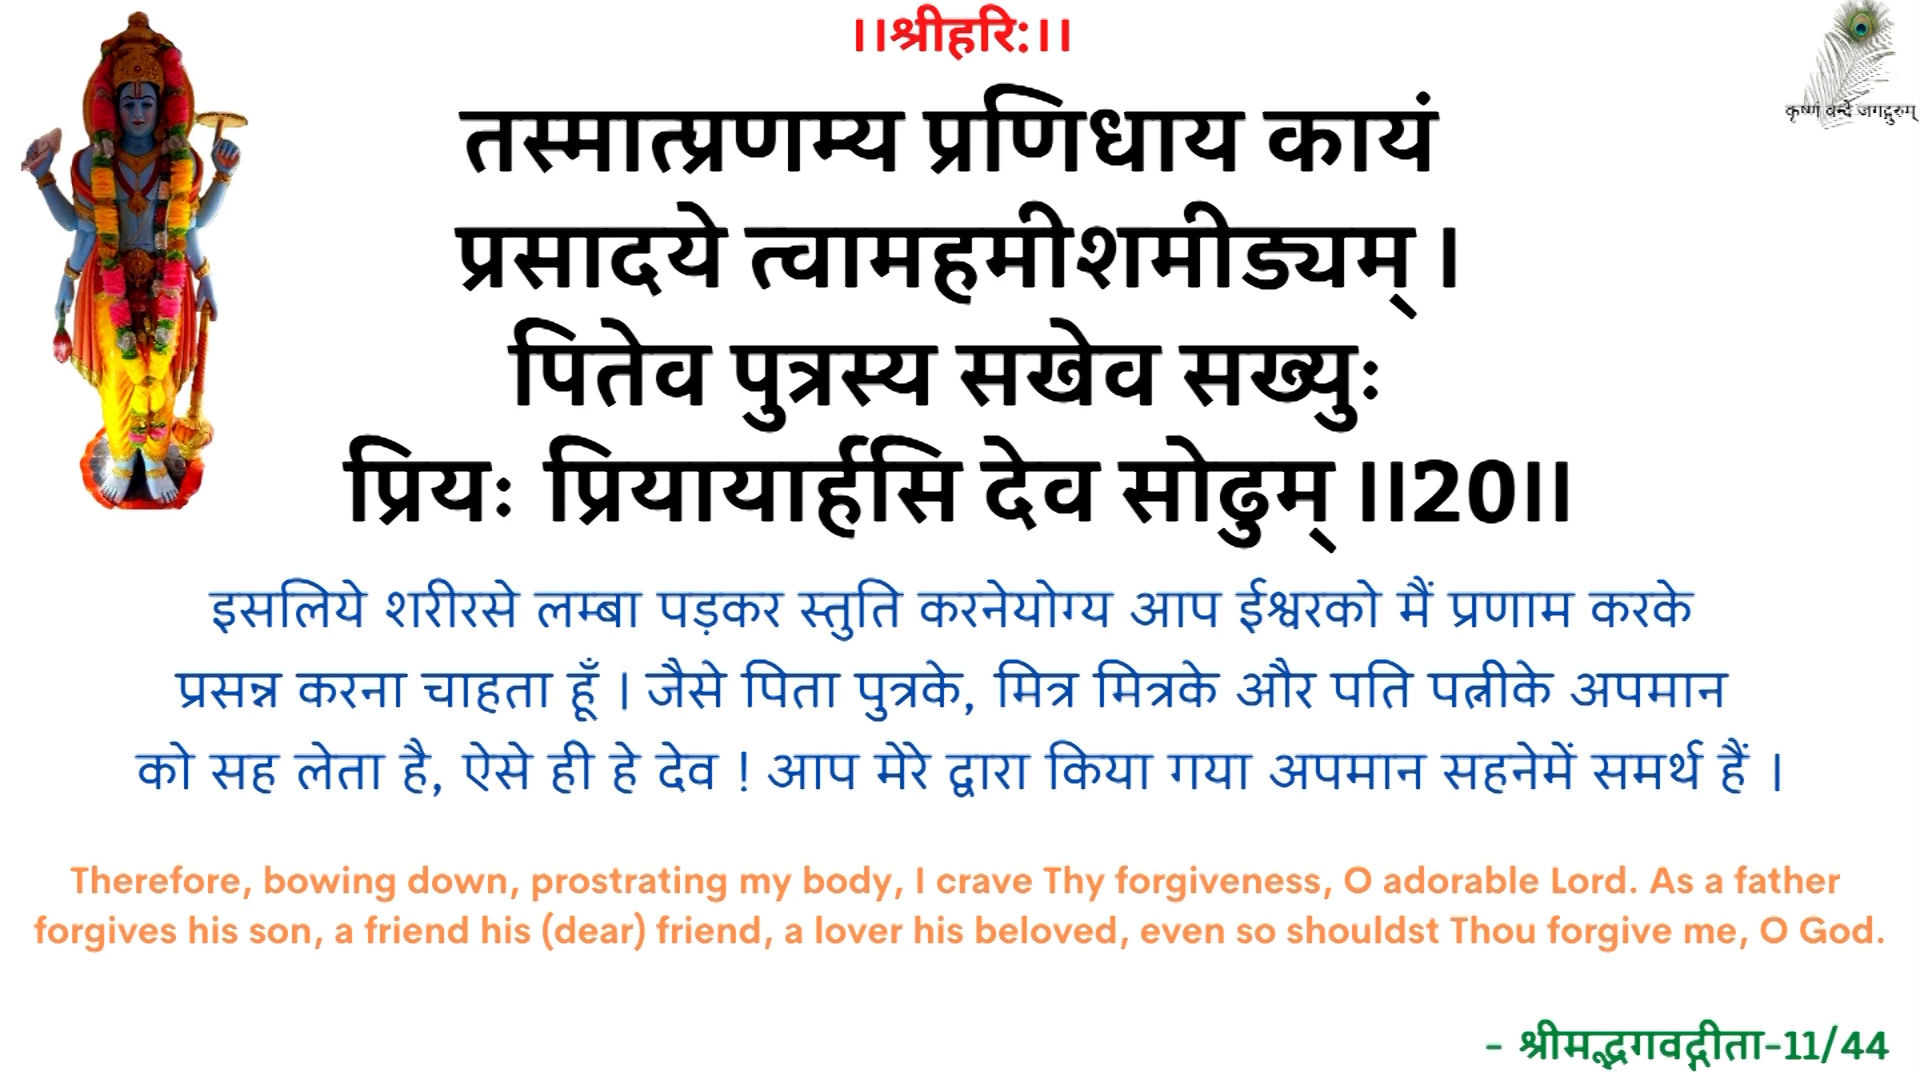 ।।श्रीहरि:।।
कृष्णं वन्दे जगद्गुरुम्
तस्मात्प्रणम्य प्रणिधाय कायं
प्रसादये त्वामहमीशमीड्यम् ।
पितेव पुत्रस्य सखेव सख्युः
प्रियः प्रियायार्हसि देव सोढुम् ।।20।।
इसलिये शरीरसे लम्बा पड़कर स्तुति करनेयोग्य आप ईश्वरको मैं प्रणाम करके
प्रसन्न करना चाहता हूँ । जैसे पिता पुत्रके, मित्र मित्रके और पति पत्नीके अपमान
को सह लेता है, ऐसे ही हे देव ! आप मेरे द्वारा किया गया अपमान सहनेमें समर्थ हैं ।
Therefore, bowing down, prostrating my body, I crave Thy forgiveness, O adorable Lord. As a father
forgives his son, a friend his (dear) friend, a lover his beloved, even so shouldst Thou forgive me, O God.
- श्रीमद्भगवद्गीता-11/44